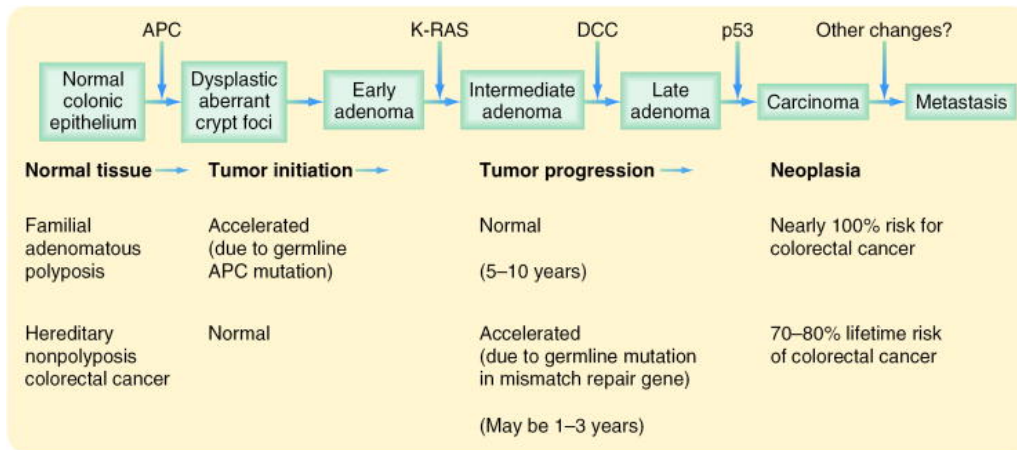 APC
K-RAS
DCC
p53
Other changes?
Normal
colonic
epithelium
Dysplastic
aberrant
crypt foci
Early
adenoma
Intermediate
adenoma
Late
adenoma
Carcinoma
Metastasis
Normal tissue
Tumor initiation
Tumor progression
Neoplasia
Familial
adenomatous
polyposis
Accelerated
(due to germline
APC mutation)
Normal
(5–10 years)
Nearly 100% risk for
colorectal cancer
Hereditary
nonpolyposis
colorectal cancer
Normal
Accelerated
(due to germline mutation
in mismatch repair gene)
(May be 1–3 years)
70–80% lifetime risk
of colorectal cancer